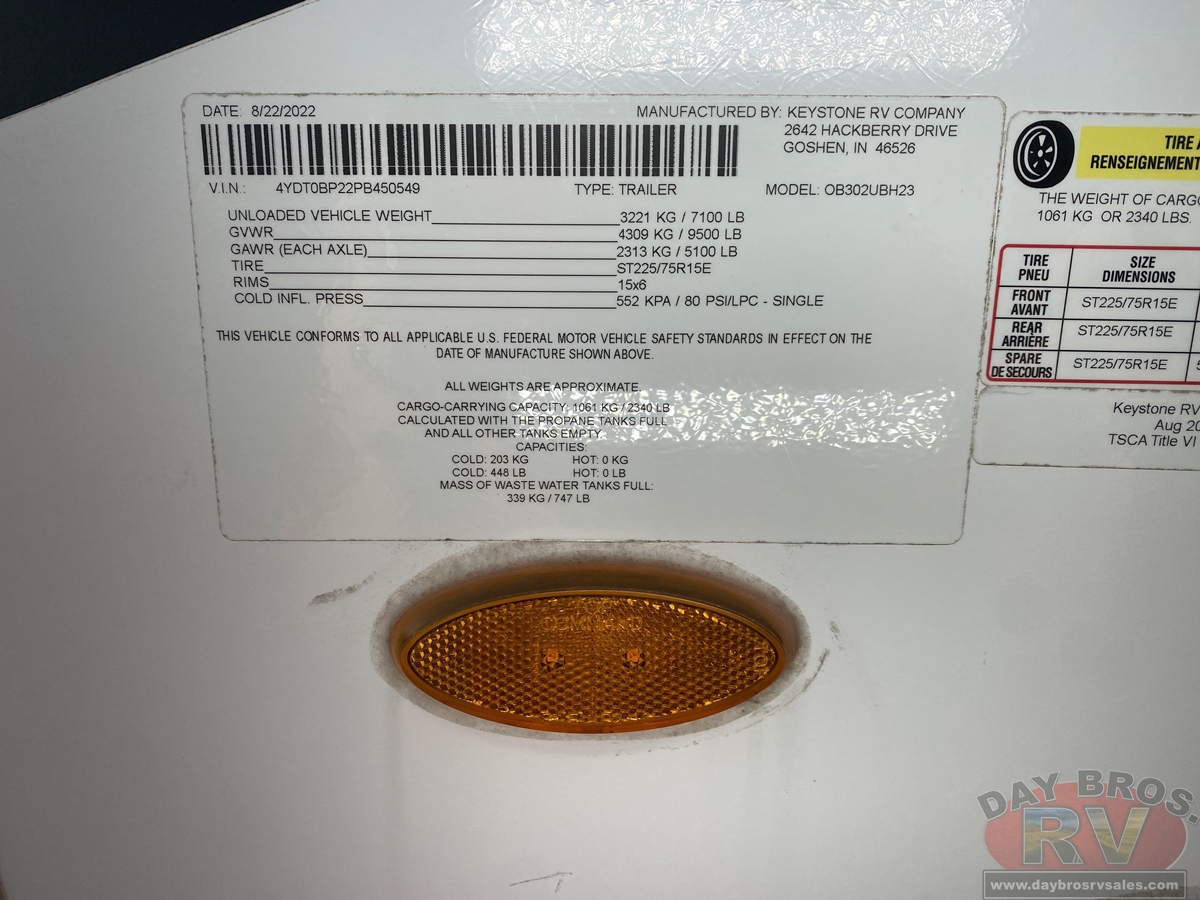 DATE: 8/22/2022
MANUFACTURED BY: KEYSTONE RV COMPANY
2642 HACKBERRY DRIVE
GOSHEN, IN 46526
V.I.N.: 4YDT0BP22PB450549 TYPE: TRAILER MODEL: OB302UBH23
UNLOADED VEHICLE WEIGHT 3221 KG / 7100 LB
GVWR 4309 KG / 9500 LB
GAWR (EACH AXLE) 2313 KG / 5100 LB
TIRE ST225/75R15E
RIMS 15x6
COLD INFL. PRESS 552 KPA / 80 PSI/LPC - SINGLE
THIS VEHICLE CONFORMS TO ALL APPLICABLE U.S. FEDERAL MOTOR VEHICLE SAFETY STANDARDS IN EFFECT ON THE
DATE OF MANUFACTURE SHOWN ABOVE.
ALL WEIGHTS ARE APPROXIMATE.
CARGO-CARRYING CAPACITY: 1061 KG / 2340 LB
CALCULATED WITH THE PROPANE TANKS FULL
AND ALL OTHER TANKS EMPTY.
CAPACITIES:
COLD: 203 KG HOT: 0 KG
COLD: 448 LB HOT: 0 LB
MASS OF WASTE WATER TANKS FULL:
339 KG / 747 LB
TIRE
RENSEIGNEMENT
THE WEIGHT OF CARGO
1061 KG OR 2340 LBS.
TIRE PNEU SIZE DIMENSIONS
FRONT AVANT ST225/75R15E
REAR ARRIÈRE ST225/75R15E
SPARE DE SECOURS ST225/75R15E
Keystone RV
Aug 20
TSCA Title VI
DAY BROS.
RV
www.daybrosrvsales.com